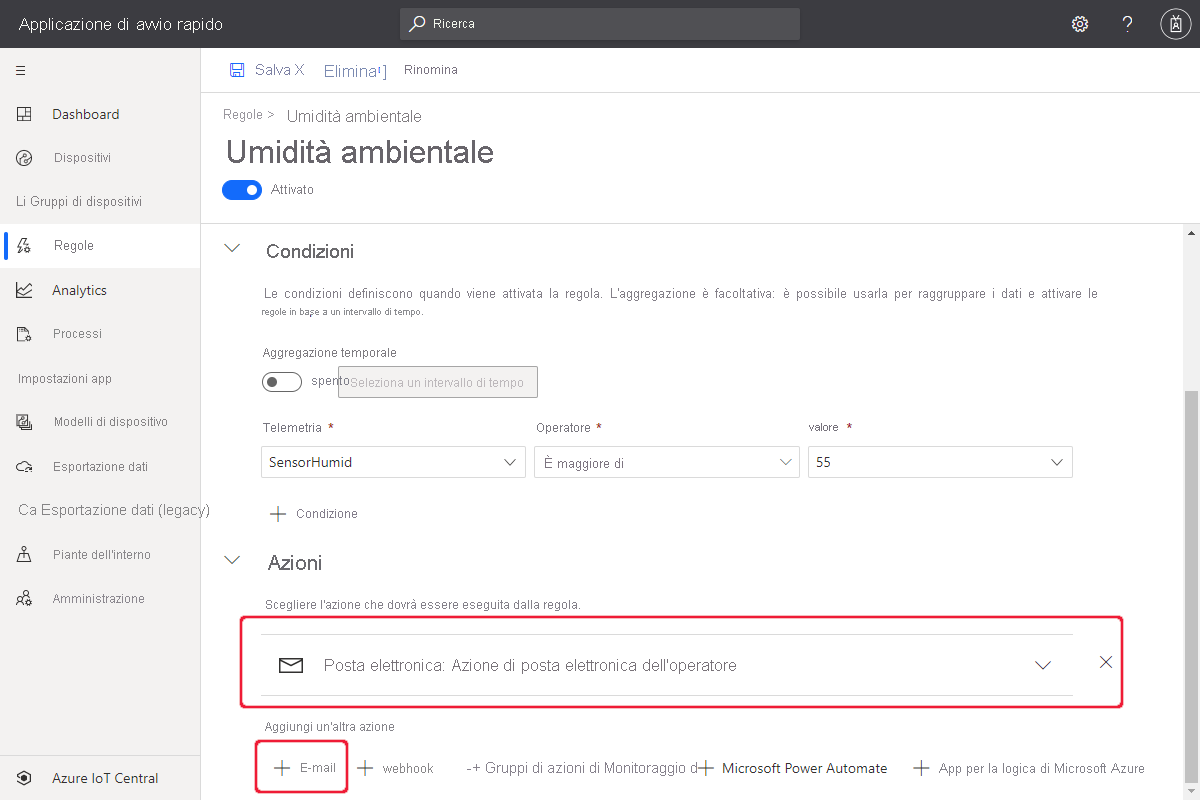 Applicazione di avvio rapido
Ricerca
Salva X
Elimina¹]
Rinomina
Dashboard
Dispositivi
Li Gruppi di dispositivi
Regole
Analytics
Processi
Impostazioni app
Modelli di dispositivo
Esportazione dati
Ca Esportazione dati (legacy)
Piante dell'interno
Amministrazione
Azure IoT Central
Regole > Umidità ambientale
Umidità ambientale
Attivato
Condizioni
Le condizioni definiscono quando viene attivata la regola. L'aggregazione è facoltativa: è possibile usarla per raggruppare i dati e attivare le
regole in base a un intervallo di tempo.
Aggregazione temporale
spento
Seleziona un intervallo di tempo
Telemetria * Operatore * valore *
SensorHumid È maggiore di 55
Condizione
Azioni
Scegliere l'azione che dovrà essere eseguita dalla regola.
Posta elettronica: Azione di posta elettronica dell'operatore
Aggiungi un'altra azione
E-mail
webhook
-+ Gruppi di azioni di Monitoraggio d
Microsoft Power Automate
App per la logica di Microsoft Azure